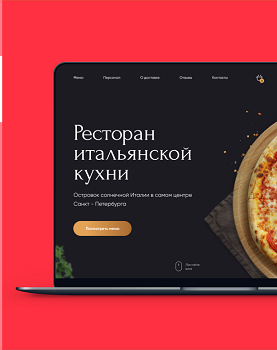 Меню Персонал О доставке Отзывы Контакты
Ресторан
итальянской
кухни
Островок солнечной Италии в самом центре
Санкт - Петербурга
Посмотреть меню
Листайте
вниз